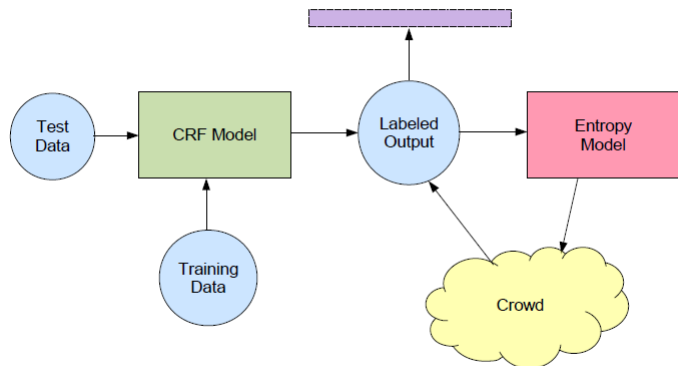 Test
Data
CRF Model
Labeled
Output
Entropy
Model
Training
Data
Crowd